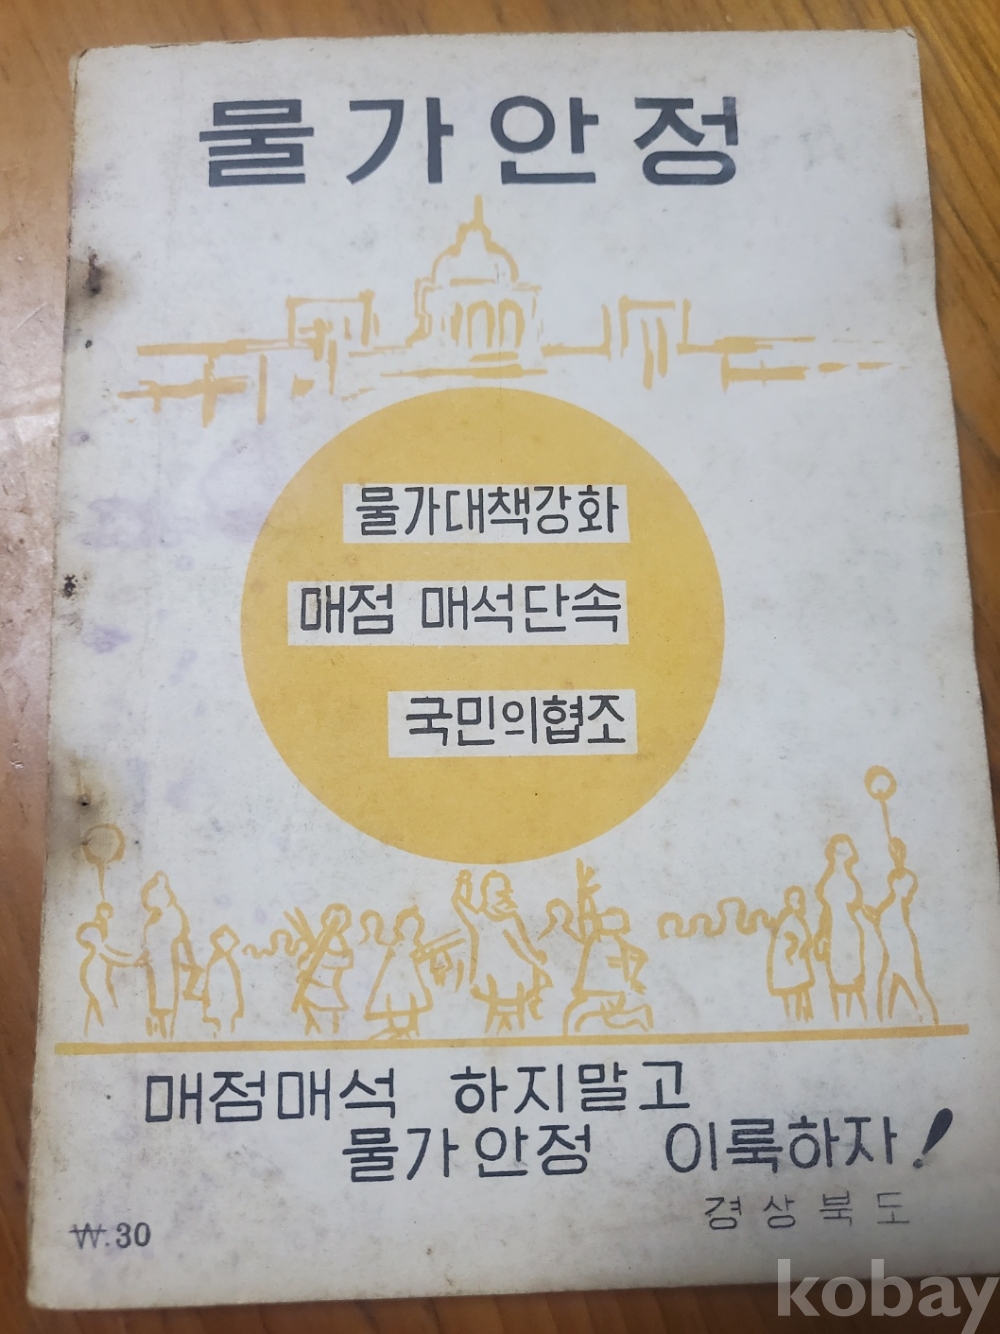 물가안정
물가대책강화
매점 매석단속
국민의협조
매점매석 하지말고
물가안정 이룩하자!
경상북도
₩.30
kobay